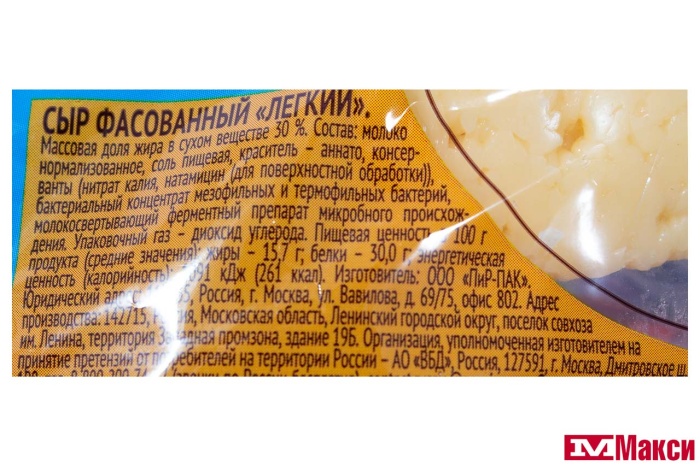 СЫР ФАСОВАННЫЙ «ЛЕГКИЙ».
Массовая доля жира в сухом веществе 30 %. Состав: молоко
нормализованное, соль пищевая, краситель – аннато, консер-
ванты (нитрат калия, натамицин (для поверхностной обработки)),
бактериальный концентрат мезофильных и термофильных бактерий,
молокосвертывающий ферментный препарат микробного происхож-
дения. Упаковочный газ – диоксид углерода. Пищевая ценность в 100 г
продукта (средние значения): жиры – 15,7 г; белки – 30,0 г; энергетическая
ценность (калорийность): 1091 кДж (261 ккал). Изготовитель: ООО «ПиР-ПАК».
Юридический Россия, г. Москва, ул. Вавилова, д. 69/75, офис 802. Адрес
производства: 142715, Московская область, Ленинский городской округ, поселок совхоза
им. Ленина, территория Западная промзона, здание 19Б. Организация, уполномоченная изготовителем на
принятие претензий от потребителей на территории России – АО «ВБД», Россия, 127591, г. Москва, Дмитровское ш.
Макси